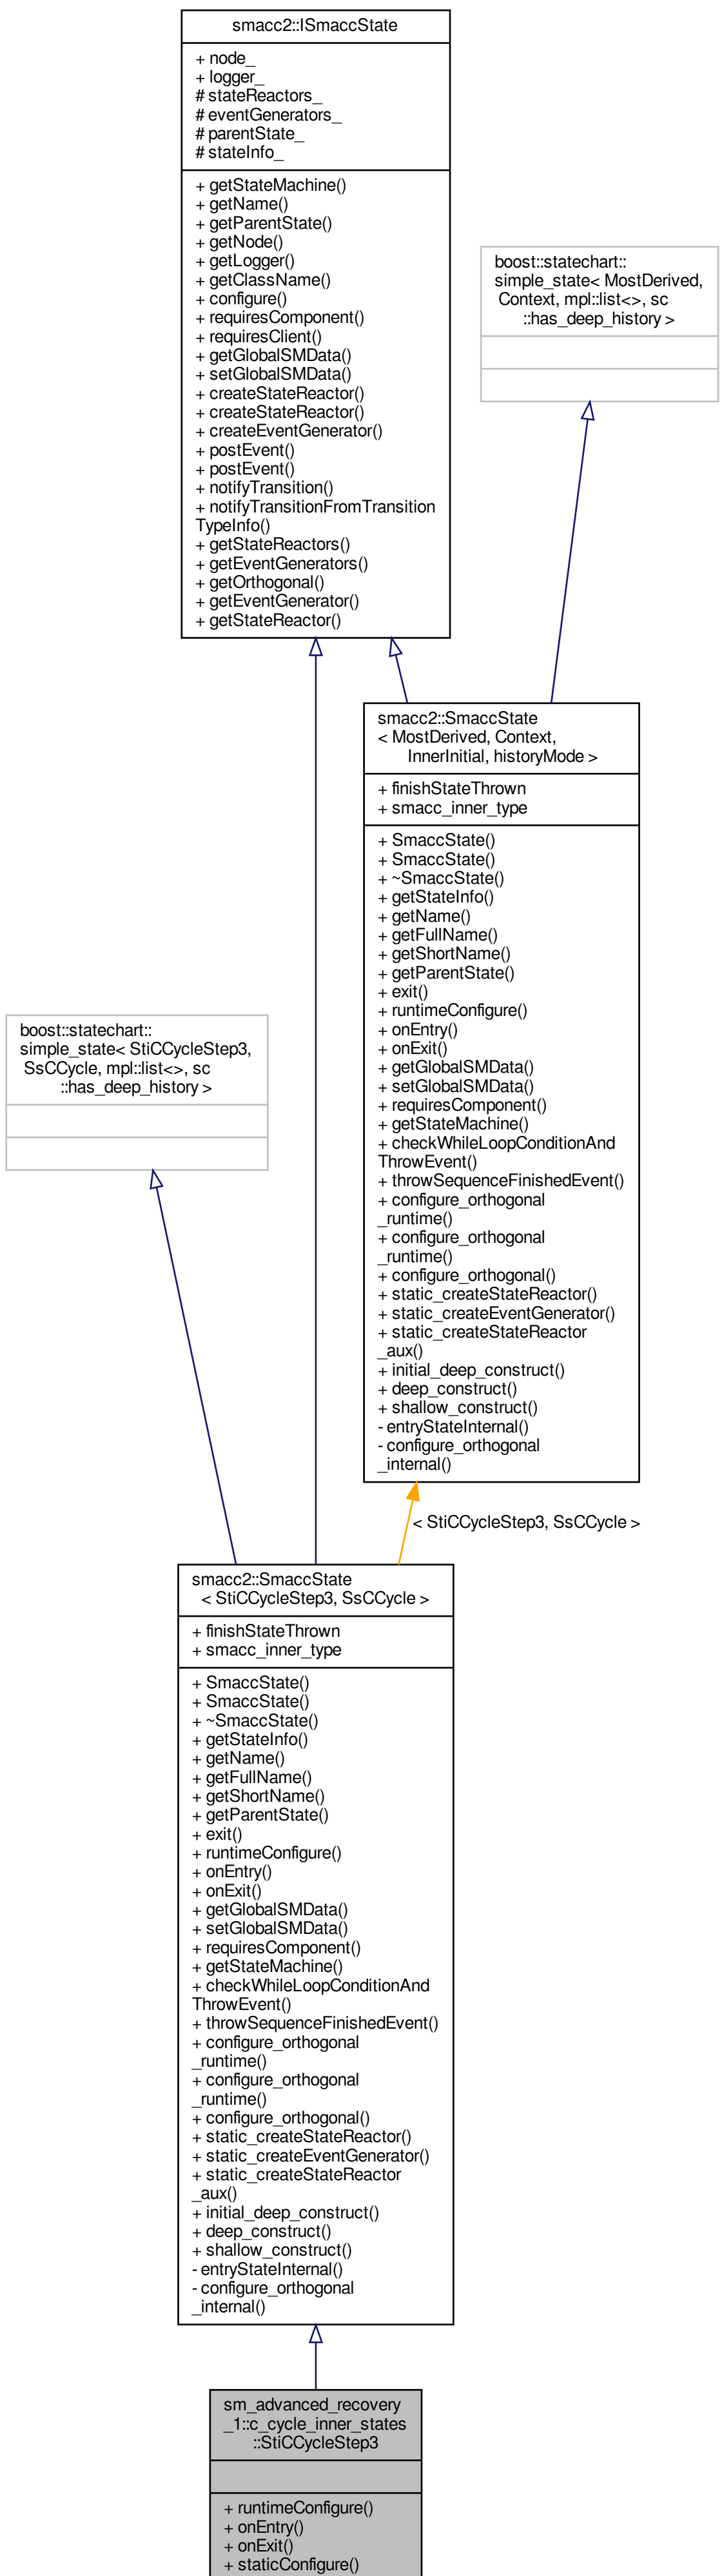 smacc2::ISmaccState
+ node_
+ logger_
# stateReactors_
# eventGenerators_
# parentState_
# stateInfo_
+ getStateMachine()
+ getName()
+ getParentState()
+ getNode()
+ getLogger()
+ getClassName()
+ configure()
+ requiresComponent()
+ requiresClient()
+ getGlobalSMData()
+ setGlobalSMData()
+ createStateReactor()
+ createStateReactor()
+ createEventGenerator()
+ postEvent()
+ postEvent()
+ notifyTransition()
+ notifyTransitionFromTransition
TypeInfo()
+ getStateReactors()
+ getEventGenerators()
+ getOrthogonal()
+ getEventGenerator()
+ getStateReactor()
boost::statechart::
simple_state< MostDerived,
Context, mpl::list<>, sc
::has_deep_history >
smacc2::SmaccState
< MostDerived, Context,
InnerInitial, historyMode >
+ finishStateThrown
+ smacc_inner_type
+ SmaccState()
+ SmaccState()
+ ~SmaccState()
+ getStateInfo()
+ getName()
+ getFullName()
+ getShortName()
+ getParentState()
+ exit()
+ runtimeConfigure()
+ onEntry()
+ onExit()
+ getGlobalSMData()
+ setGlobalSMData()
+ requiresComponent()
+ getStateMachine()
+ checkWhileLoopConditionAnd
ThrowEvent()
+ throwSequenceFinishedEvent()
+ configure_orthogonal
_runtime()
+ configure_orthogonal
_runtime()
+ configure_orthogonal()
+ static_createStateReactor()
+ static_createEventGenerator()
+ static_createStateReactor
_aux()
+ initial_deep_construct()
+ deep_construct()
+ shallow_construct()
- entryStateInternal()
- configure_orthogonal
_internal()
boost::statechart::
simple_state< StiCCycleStep3,
SsCCycle, mpl::list<>, sc
::has_deep_history >
< StiCCycleStep3, SsCCycle >
smacc2::SmaccState
< StiCCycleStep3, SsCCycle >
+ finishStateThrown
+ smacc_inner_type
+ SmaccState()
+ SmaccState()
+ ~SmaccState()
+ getStateInfo()
+ getName()
+ getFullName()
+ getShortName()
+ getParentState()
+ exit()
+ runtimeConfigure()
+ onEntry()
+ onExit()
+ getGlobalSMData()
+ setGlobalSMData()
+ requiresComponent()
+ getStateMachine()
+ checkWhileLoopConditionAnd
ThrowEvent()
+ throwSequenceFinishedEvent()
+ configure_orthogonal
_runtime()
+ configure_orthogonal
_runtime()
+ configure_orthogonal()
+ static_createStateReactor()
+ static_createEventGenerator()
+ static_createStateReactor
_aux()
+ initial_deep_construct()
+ deep_construct()
+ shallow_construct()
- entryStateInternal()
- configure_orthogonal
_internal()
sm_advanced_recovery
_1::c_cycle_inner_states
::StiCCycleStep3
+ runtimeConfigure()
+ onEntry()
+ onExit()
+ staticConfigure()